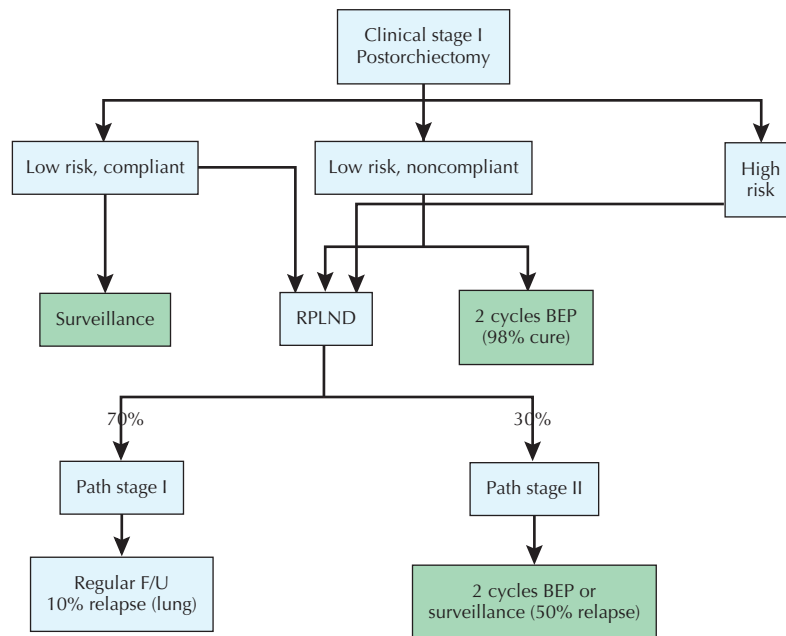 Clinical stage I
Postorchiectomy
Low risk, compliant
Low risk, noncompliant
High
risk
Surveillance
RPLND
2 cycles BEP
(98% cure)
70%
30%
Path stage I
Path stage II
Regular F/U
10% relapse (lung)
2 cycles BEP or
surveillance (50% relapse)